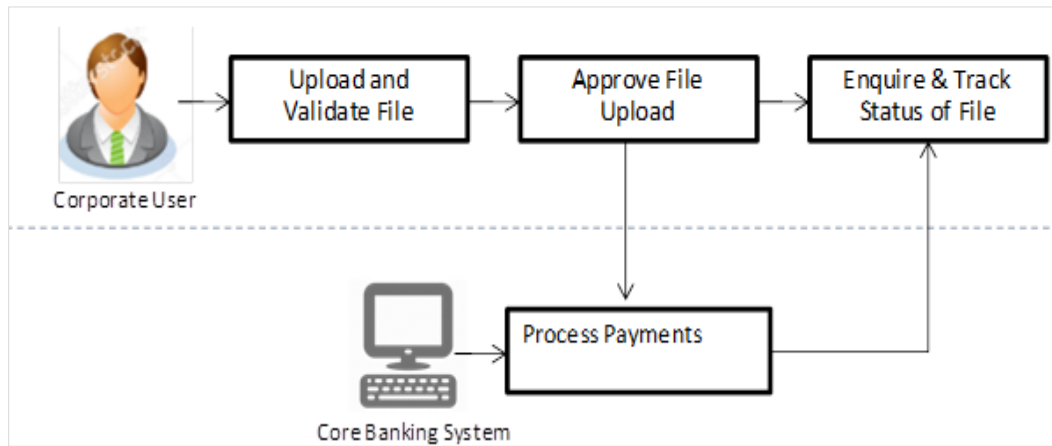 Upload and
Validate File
Approve File
Upload
Enquire & Track
Status of File
Corporate User
Process Payments
Core Banking System